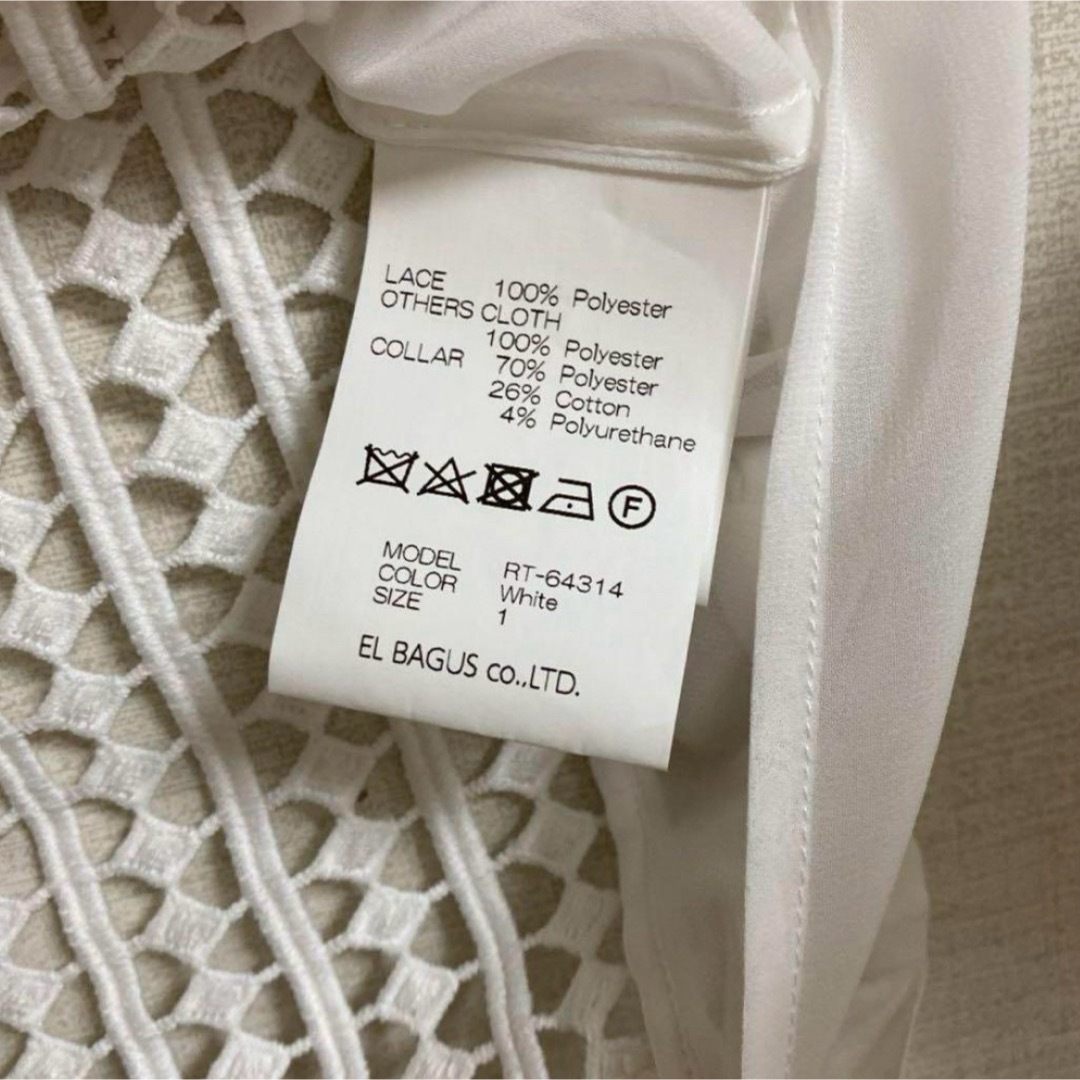 LACE 100% Polyester
OTHERS CLOTH
100% Polyester
COLLAR 70% Polyester
26% Cotton
4% Polyurethane
F
MODEL RT-64314
COLOR White
SIZE 1
EL BAGUS co.,LTD.